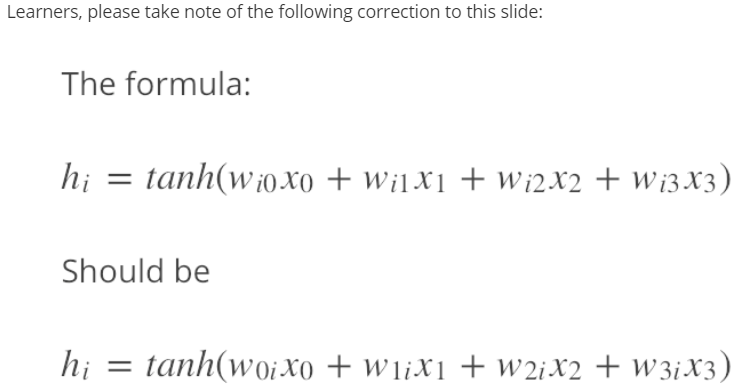 Learners, please take note of the following correction to this slide:
The formula:
hᵢ = tanh(wᵢ₀x₀ + wᵢ₁x₁ + wᵢ₂x₂ + wᵢ₃x₃)
Should be
hᵢ = tanh(w₀ᵢx₀ + w₁ᵢx₁ + w₂ᵢx₂ + w₃ᵢx₃)